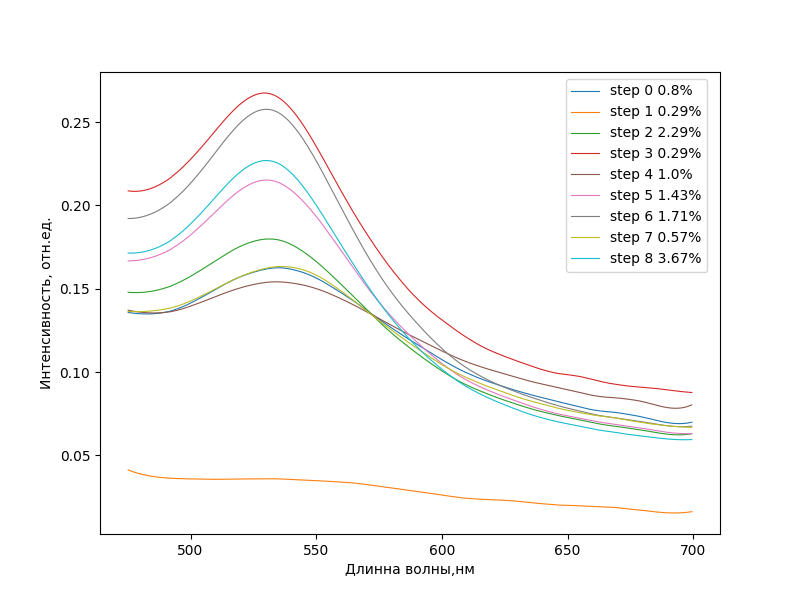 step 0 0.8%
step 1 0.29%
step 2 2.29%
step 3 0.29%
step 4 1.0%
step 5 1.43%
step 6 1.71%
step 7 0.57%
step 8 3.67%
0.25
0.20
0.15
0.10
0.05
Интенсивность, отн.ед.
500 550 600 650 700
Длинна волны,нм